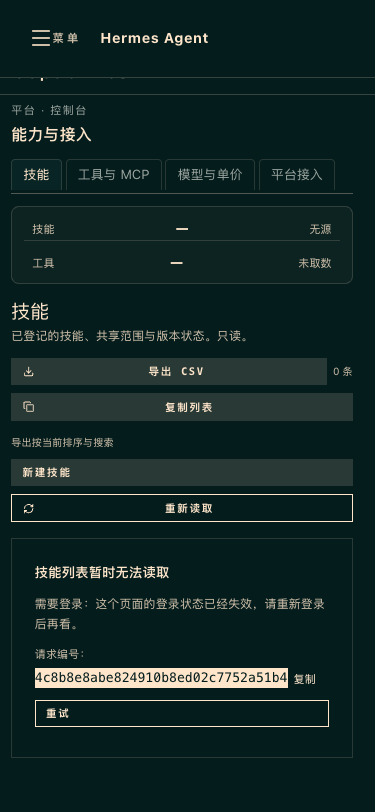 菜单 Hermes Agent
平台 · 控制台
能力与接入
技能 工具与 MCP 模型与单价 平台接入
技能 — 无源
工具 — 未取数
技能
已登记的技能、共享范围与版本状态。只读。
导出 CSV 0 条
复制列表
导出按当前排序与搜索
新建技能
重新读取
技能列表暂时无法读取
需要登录：这个页面的登录状态已经失效，请重新登录
后再看。
请求编号：
4c8b8e8abe824910b8ed02c7752a51b4 复制
重试